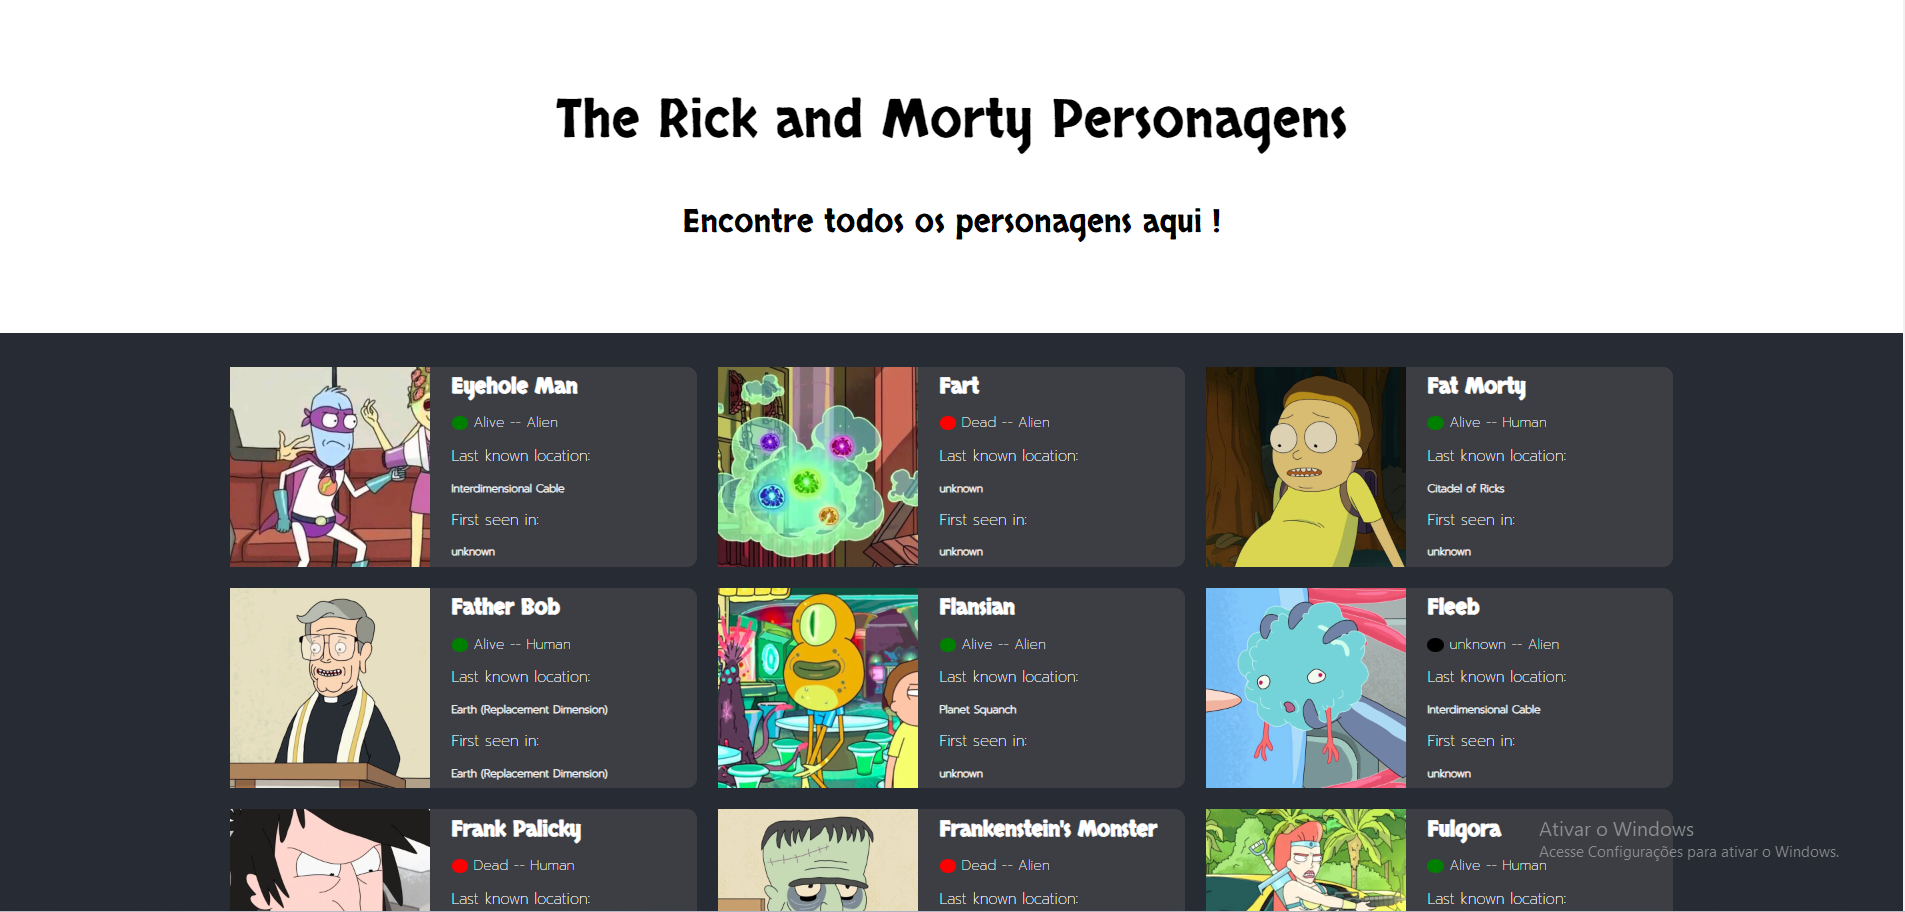 The Rick and Morty Personagens
Encontre todos os personagens aqui !
Eyehole Man
Alive -- Alien
Last known location:
Interdimensional Cable
First seen in:
unknown
Fart
Dead -- Alien
Last known location:
unknown
First seen in:
unknown
Fat Morty
Alive -- Human
Last known location:
Citadel of Ricks
First seen in:
unknown
Father Bob
Alive -- Human
Last known location:
Earth (Replacement Dimension)
First seen in:
Earth (Replacement Dimension)
Flansian
Alive -- Alien
Last known location:
Planet Squanch
First seen in:
unknown
Fleeb
unknown -- Alien
Last known location:
Interdimensional Cable
First seen in:
unknown
Frank Palicky
Dead -- Human
Last known location:
Frankenstein's Monster
Dead -- Alien
Last known location:
Fulgora
Alive -- Human
Last known location:
Ativar o Windows
Acesse Configurações para ativar o Windows.